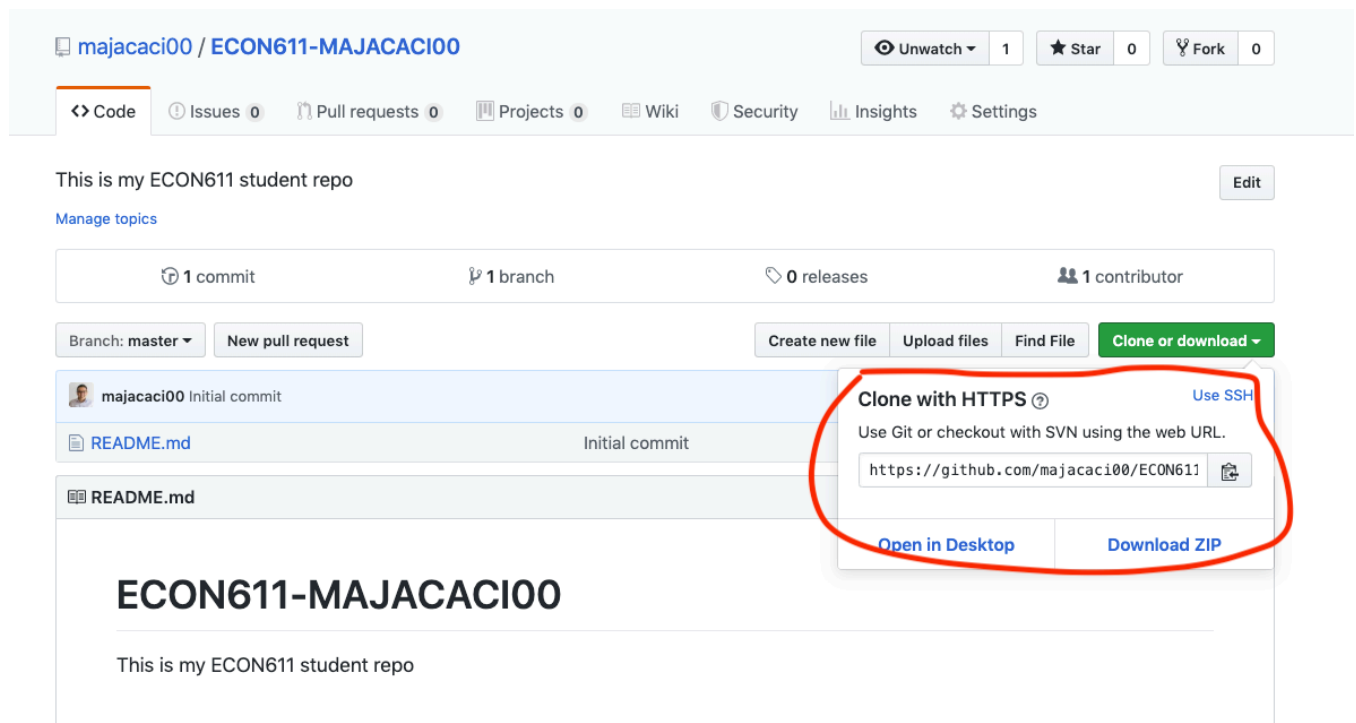 majacaci00 / ECON611-MAJACACI00
Unwatch 1 Star 0 Fork 0
Code Issues 0 Pull requests 0 Projects 0 Wiki Security Insights Settings
This is my ECON611 student repo
Edit
Manage topics
1 commit 1 branch 0 releases 1 contributor
Branch: master New pull request Create new file Upload files Find File Clone or download
majacaci00 Initial commit
README.md Initial commit
Clone with HTTPS Use SSH
Use Git or checkout with SVN using the web URL.
https://github.com/majacaci00/ECON611
Open in Desktop Download ZIP
README.md
ECON611-MAJACACI00
This is my ECON611 student repo